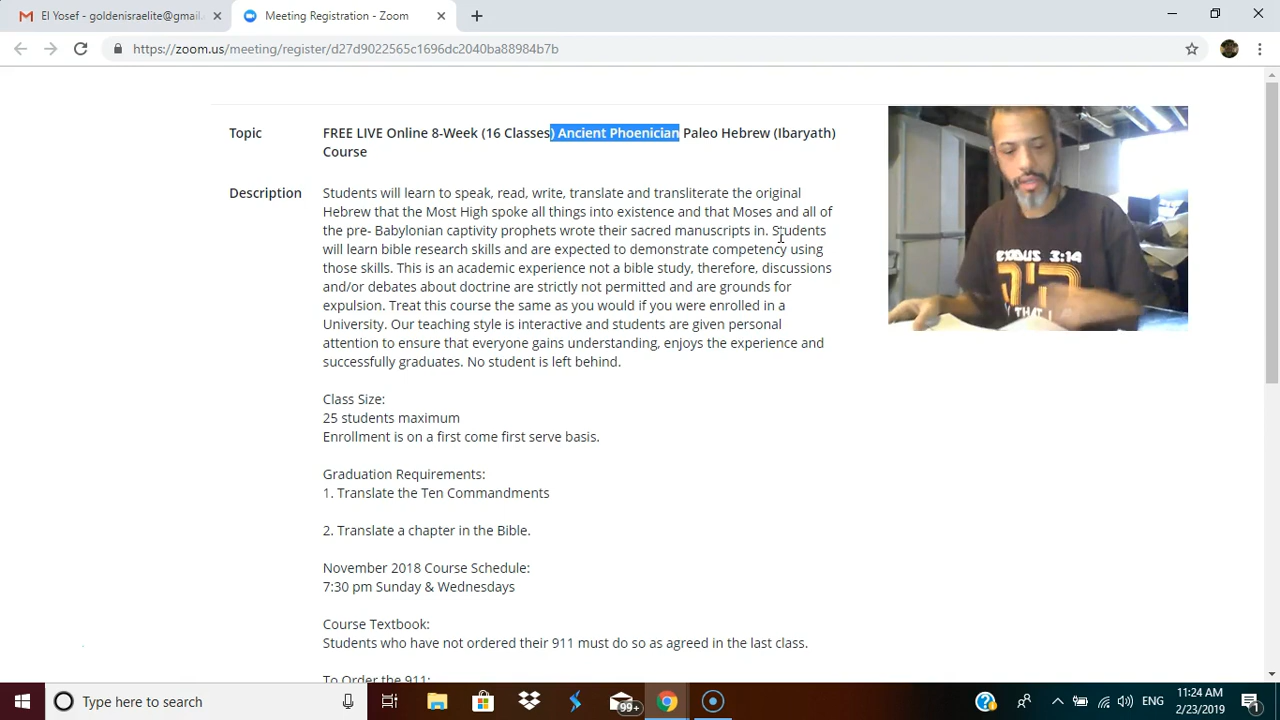 El Yosef - goldenisraelite@gmail.
Meeting Registration - Zoom
https://zoom.us/meeting/register/d27d9022565c1696dc2040ba88984b7b
Topic
FREE LIVE Online 8-Week (16 Classes) Ancient Phoenician Paleo Hebrew (Ibaryath)
Course
Description
Students will learn to speak, read, write, translate and transliterate the original
Hebrew that the Most High spoke all things into existence and that Moses and all of
the pre- Babylonian captivity prophets wrote their sacred manuscripts in. Students
will learn bible research skills and are expected to demonstrate competency using
those skills. This is an academic experience not a bible study, therefore, discussions
and/or debates about doctrine are strictly not permitted and are grounds for
expulsion. Treat this course the same as you would if you were enrolled in a
University. Our teaching style is interactive and students are given personal
attention to ensure that everyone gains understanding, enjoys the experience and
successfully graduates. No student is left behind.
Class Size:
25 students maximum
Enrollment is on a first come first serve basis.
Graduation Requirements:
1. Translate the Ten Commandments
2. Translate a chapter in the Bible.
November 2018 Course Schedule:
7:30 pm Sunday & Wednesdays
Course Textbook:
Students who have not ordered their 911 must do so as agreed in the last class.
To Order the 911:
EXODUS 3:14
THAT I
Type here to search
99+
ENG
11:24 AM
2/23/2019
1